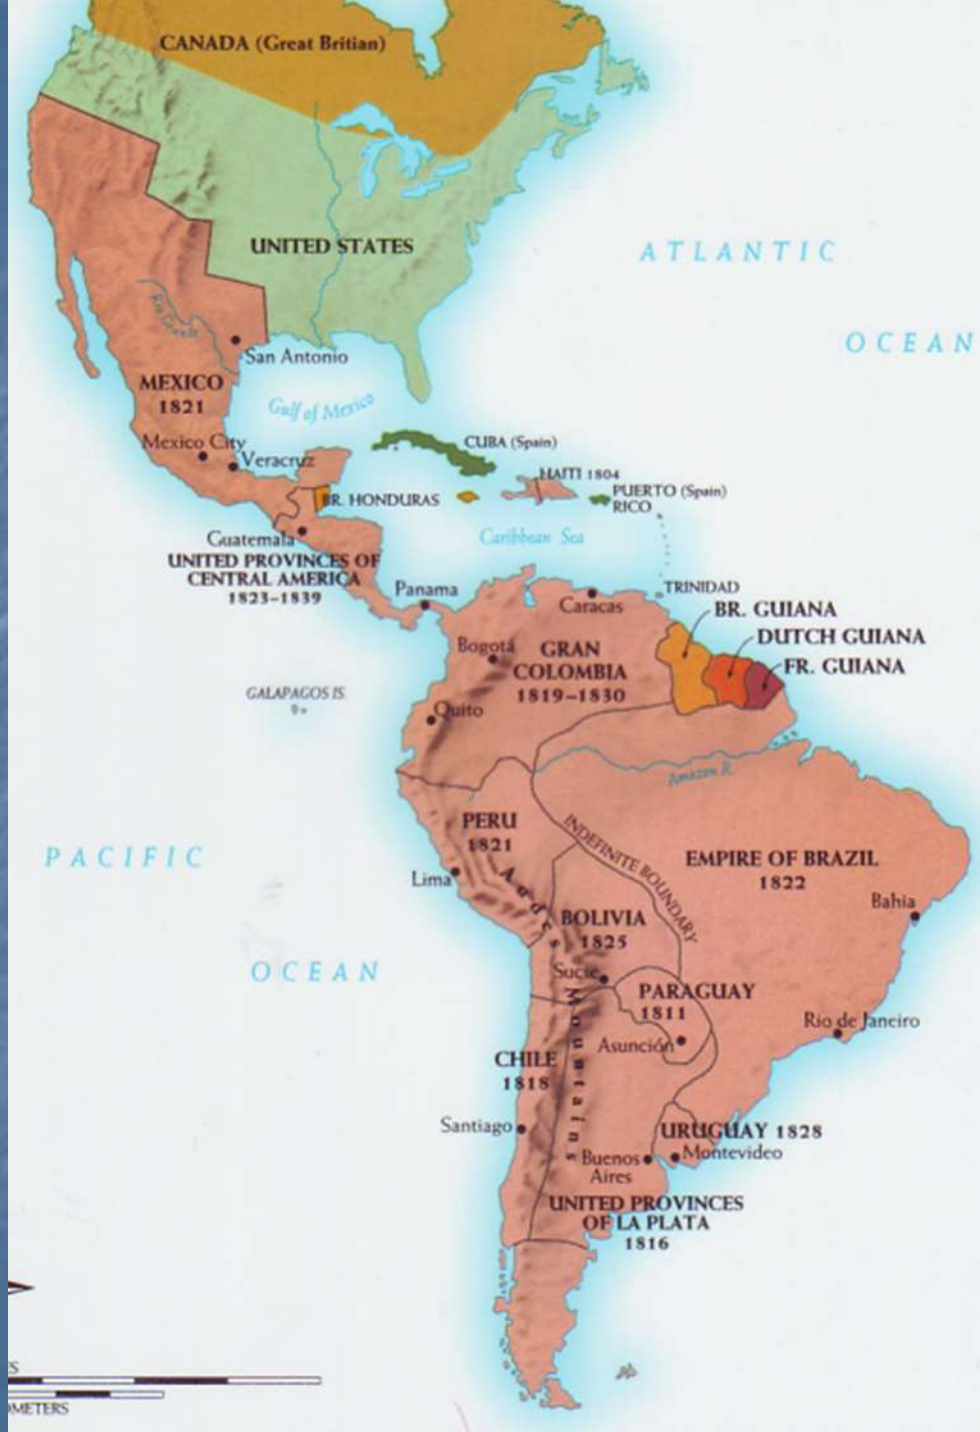 CANADA (Great Britian)
UNITED STATES
ATLANTIC
OCEAN
Rio Grande
San Antonio
MEXICO
1821
Gulf of Mexico
Mexico City
Veracruz
CUBA (Spain)
HAITI 1804
PUERTO (Spain)
RICO
BR. HONDURAS
Caribbean Sea
Guatemala
UNITED PROVINCES OF
CENTRAL AMERICA
1823–1839
Panama
Caracas
TRINIDAD
BR. GUIANA
DUTCH GUIANA
FR. GUIANA
Bogotá
GRAN
COLOMBIA
1819–1830
GALAPAGOS IS.
Quito
Amazon R.
PERU
1821
INDEFINITE BOUNDARY
EMPIRE OF BRAZIL
1822
PACIFIC
OCEAN
Lima
Andes Mountains
Bahia
BOLIVIA
1825
Sucre
PARAGUAY
1811
Asunción
Rio de Janeiro
CHILE
1818
Santiago
URUGUAY 1828
Montevideo
Buenos
Aires
UNITED PROVINCES
OF LA PLATA
1816